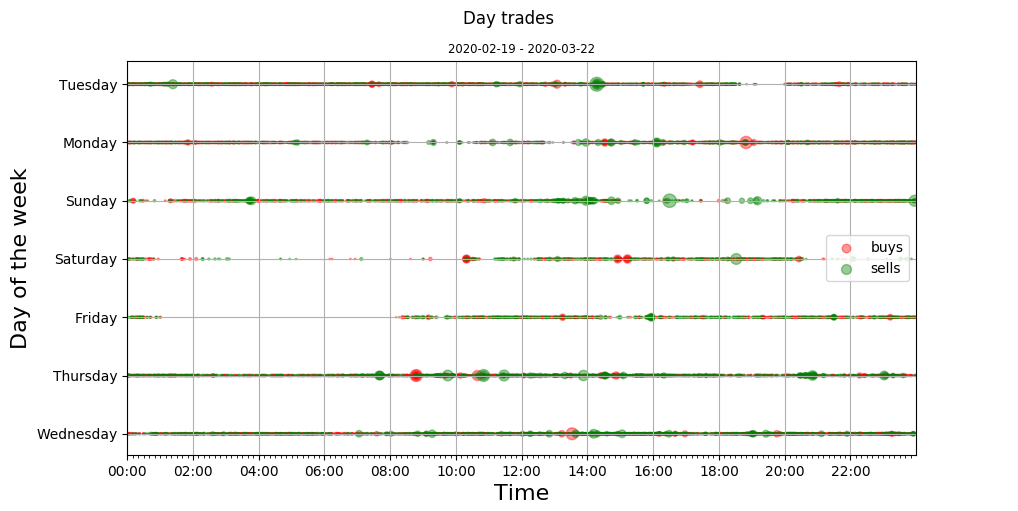 Day trades
2020-02-19 - 2020-03-22
Day of the week
Tuesday
Monday
Sunday
Saturday
Friday
Thursday
Wednesday
buys
sells
00:00 02:00 04:00 06:00 08:00 10:00 12:00 14:00 16:00 18:00 20:00 22:00
Time